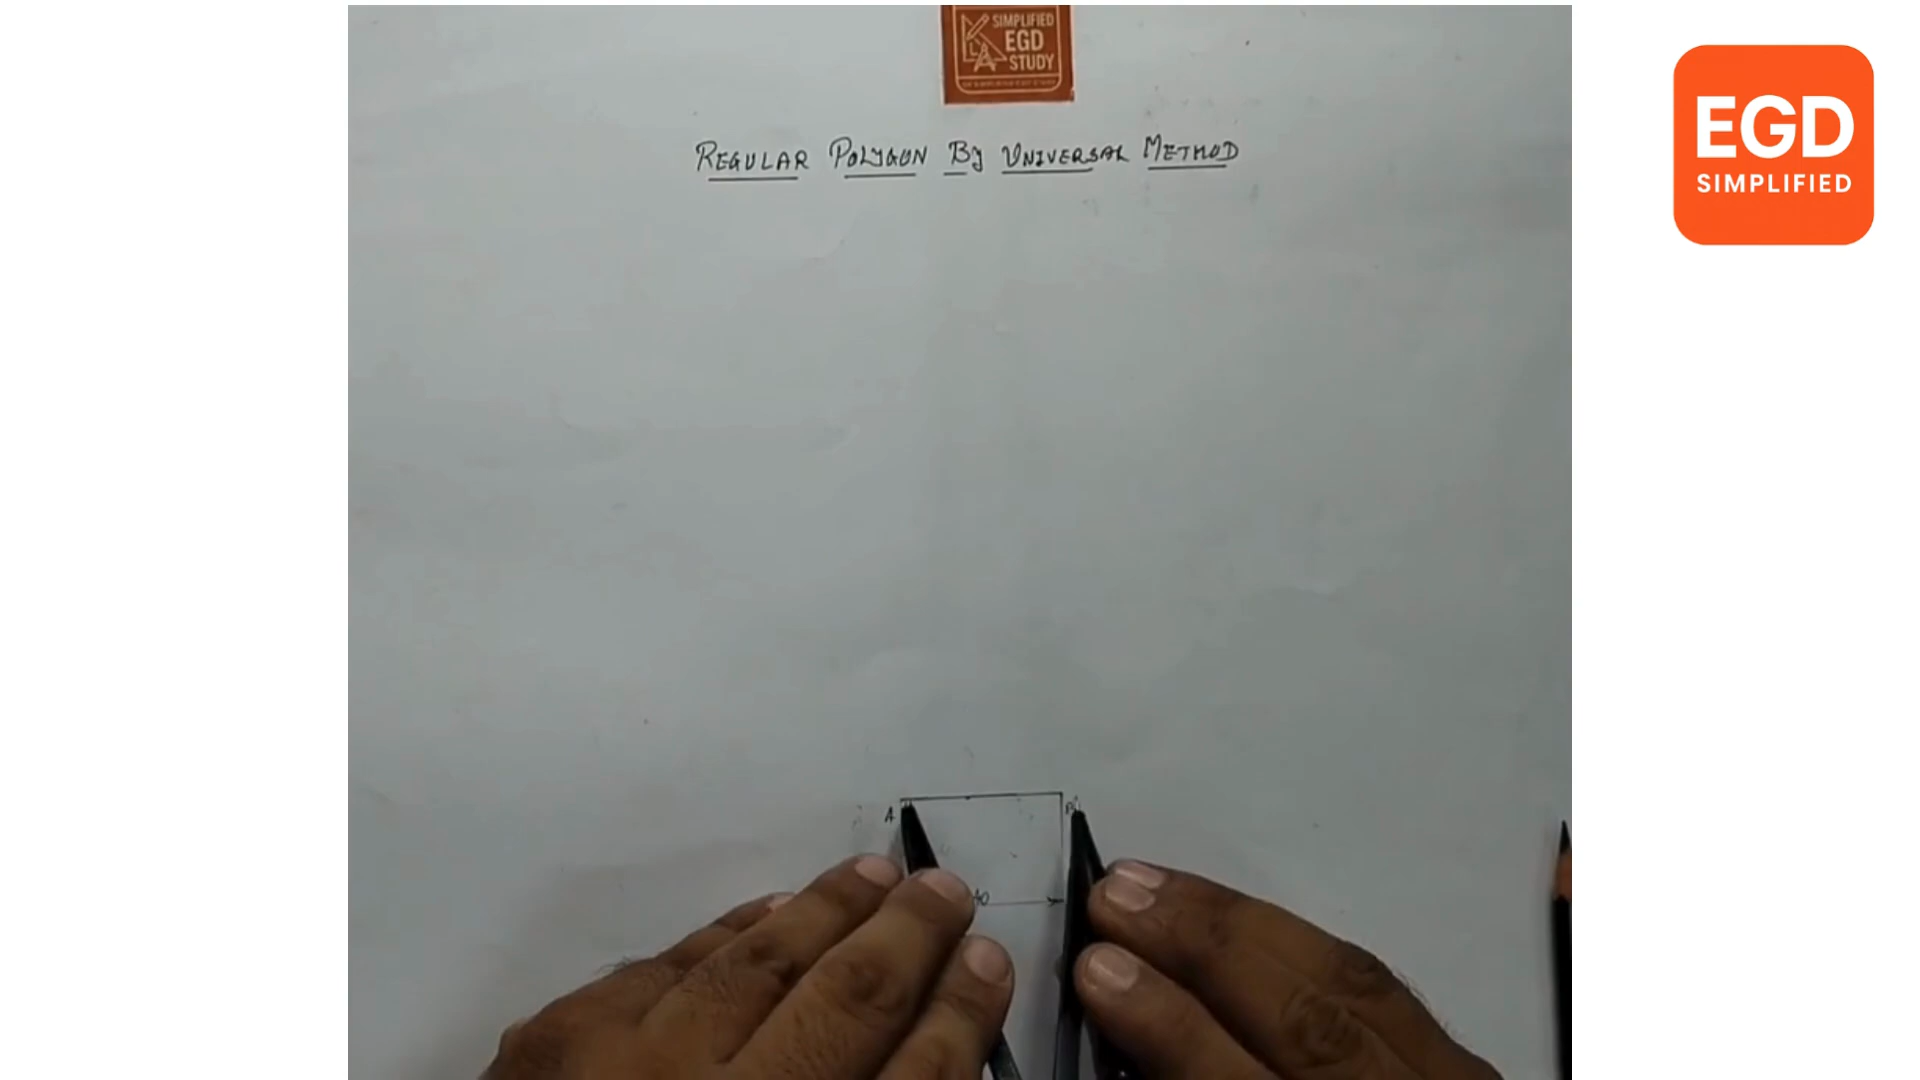 SIMPLIFIED
EGD
STUDY
EGD
SIMPLIFIED
REGULAR POLYGON By UNIVERSAL METHOD
A
B
40